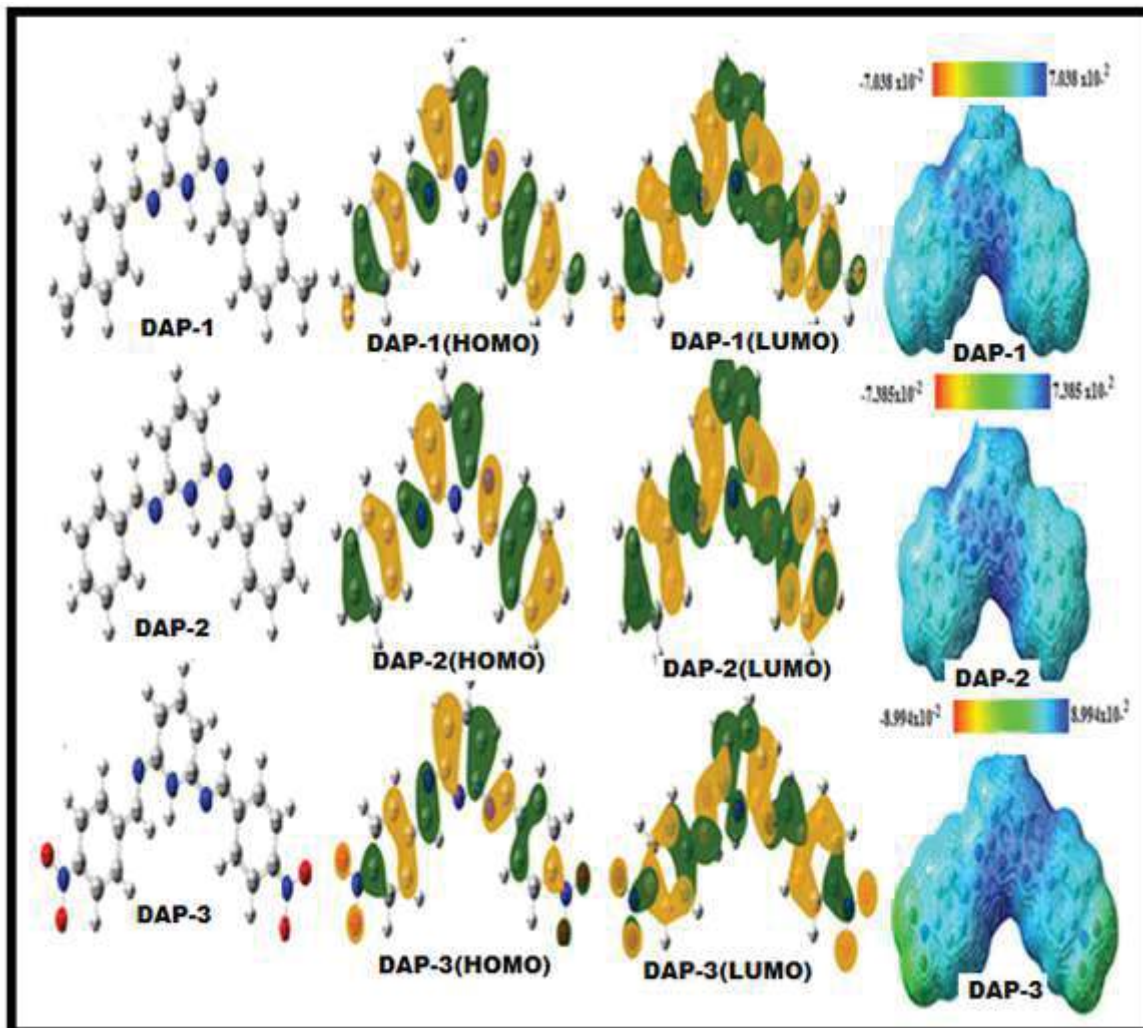 -7.038 x10-² 7.038 x10-²
DAP-1 DAP-1(HOMO) DAP-1(LUMO) DAP-1
-7.385x10-² 7.385 x10-²
DAP-2 DAP-2(HOMO) DAP-2(LUMO) DAP-2
-8.994x10-² 8.994x10-²
DAP-3 DAP-3(HOMO) DAP-3(LUMO) DAP-3